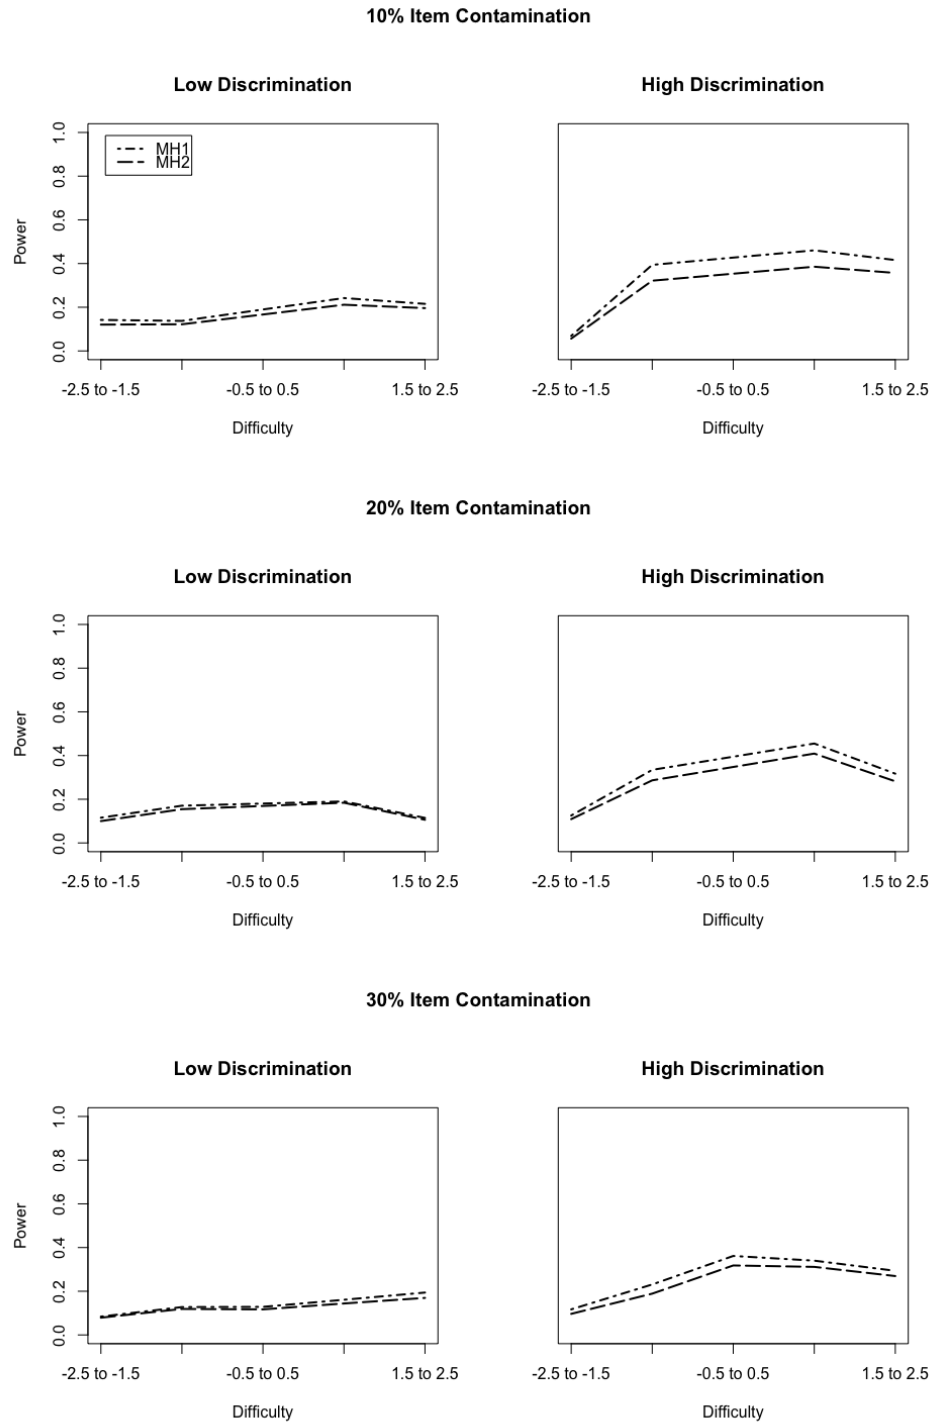 10% Item Contamination
Low Discrimination
High Discrimination
MH1
MH2
Power
0.0 0.2 0.4 0.6 0.8 1.0
-2.5 to -1.5 -0.5 to 0.5 1.5 to 2.5
Difficulty
-2.5 to -1.5 -0.5 to 0.5 1.5 to 2.5
Difficulty
20% Item Contamination
Low Discrimination
High Discrimination
Power
0.0 0.2 0.4 0.6 0.8 1.0
-2.5 to -1.5 -0.5 to 0.5 1.5 to 2.5
Difficulty
-2.5 to -1.5 -0.5 to 0.5 1.5 to 2.5
Difficulty
30% Item Contamination
Low Discrimination
High Discrimination
Power
0.0 0.2 0.4 0.6 0.8 1.0
-2.5 to -1.5 -0.5 to 0.5 1.5 to 2.5
Difficulty
-2.5 to -1.5 -0.5 to 0.5 1.5 to 2.5
Difficulty